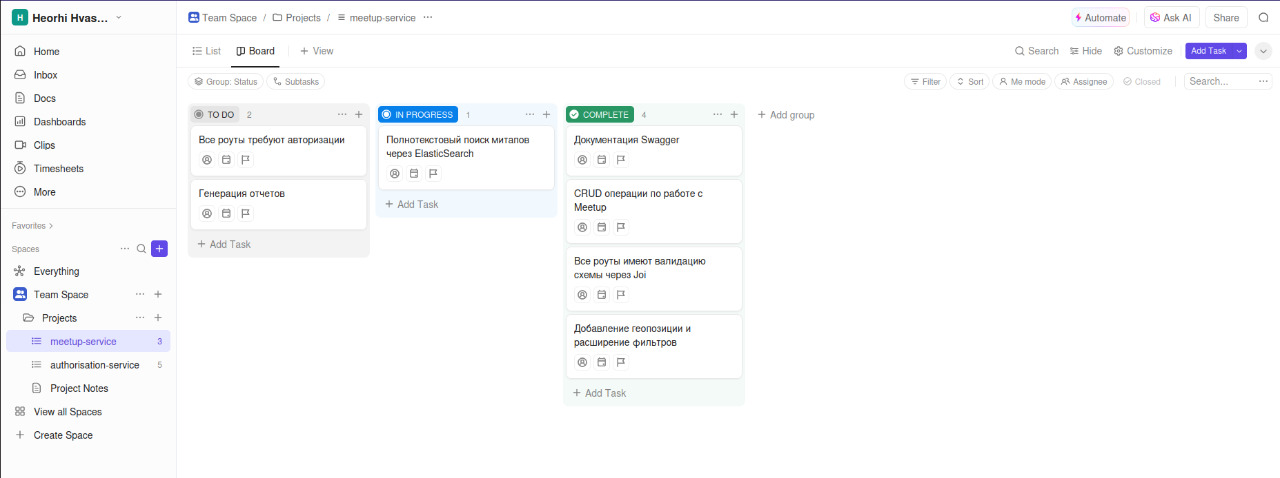 H Heorhi Hvas...
Team Space / Projects / meetup-service
Automate
Ask AI
Share
Home
Inbox
Docs
Dashboards
Clips
Timesheets
More
Favorites
Spaces
Everything
Team Space
Projects
meetup-service 3
authorisation-service 5
Project Notes
View all Spaces
Create Space
List
Board
View
Search
Hide
Customize
Add Task
Group: Status
Subtasks
Filter
Sort
Me mode
Assignee
Closed
Search...
TO DO 2
Все роуты требуют авторизации
Генерация отчетов
Add Task
IN PROGRESS 1
Полнотекстовый поиск митапов
через ElasticSearch
Add Task
COMPLETE 4
Документация Swagger
CRUD операции по работе с
Meetup
Все роуты имеют валидацию
схемы через Joi
Добавление геопозиции и
расширение фильтров
Add Task
Add group